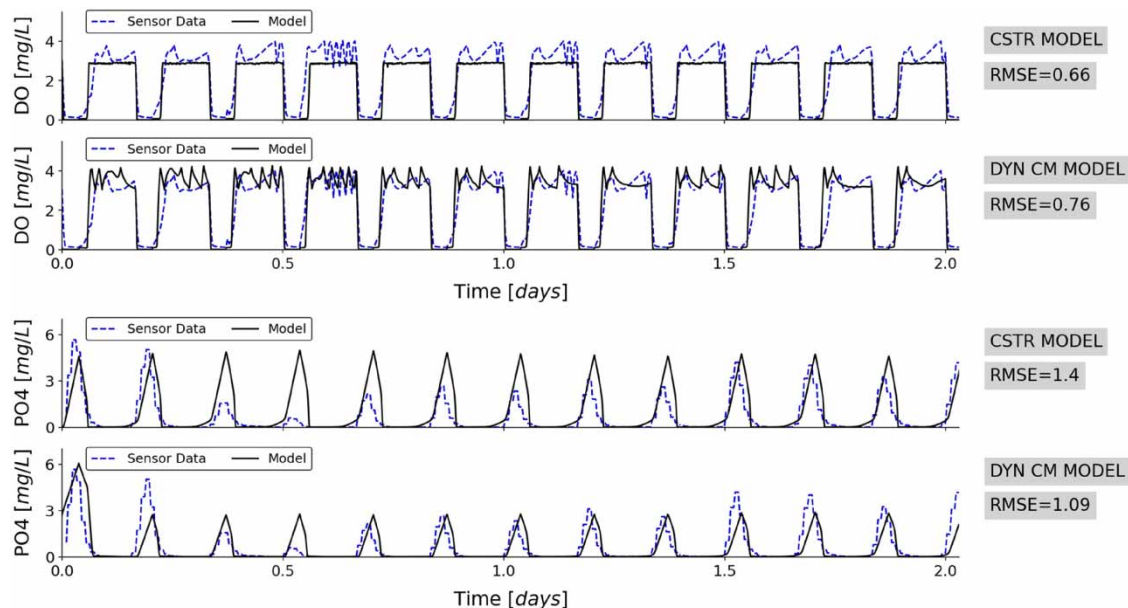 Sensor Data Model
DO [mg/L]
4
2
0
CSTR MODEL
RMSE=0.66
Sensor Data Model
DO [mg/L]
4
2
0
DYN CM MODEL
RMSE=0.76
0.0 0.5 1.0 1.5 2.0
Time [days]
Sensor Data Model
PO4 [mg/L]
6
3
0
CSTR MODEL
RMSE=1.4
Sensor Data Model
PO4 [mg/L]
6
3
0
DYN CM MODEL
RMSE=1.09
0.0 0.5 1.0 1.5 2.0
Time [days]